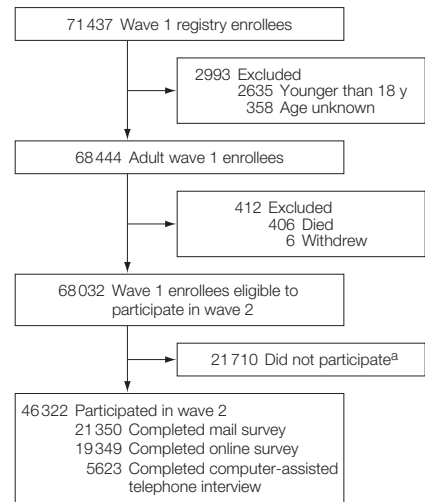 71437 Wave 1 registry enrollees
2993 Excluded
2635 Younger than 18 y
358 Age unknown
68444 Adult wave 1 enrollees
412 Excluded
406 Died
6 Withdrew
68032 Wave 1 enrollees eligible to
participate in wave 2
21710 Did not participateᵃ
46322 Participated in wave 2
21350 Completed mail survey
19349 Completed online survey
5623 Completed computer-assisted
telephone interview